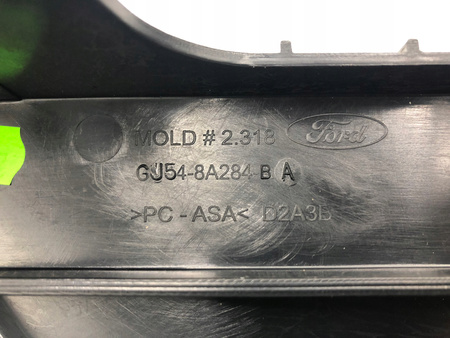 MOLD # 2.318 Ford
GJ54-8A284 B A
>PC - ASA< D2A3B